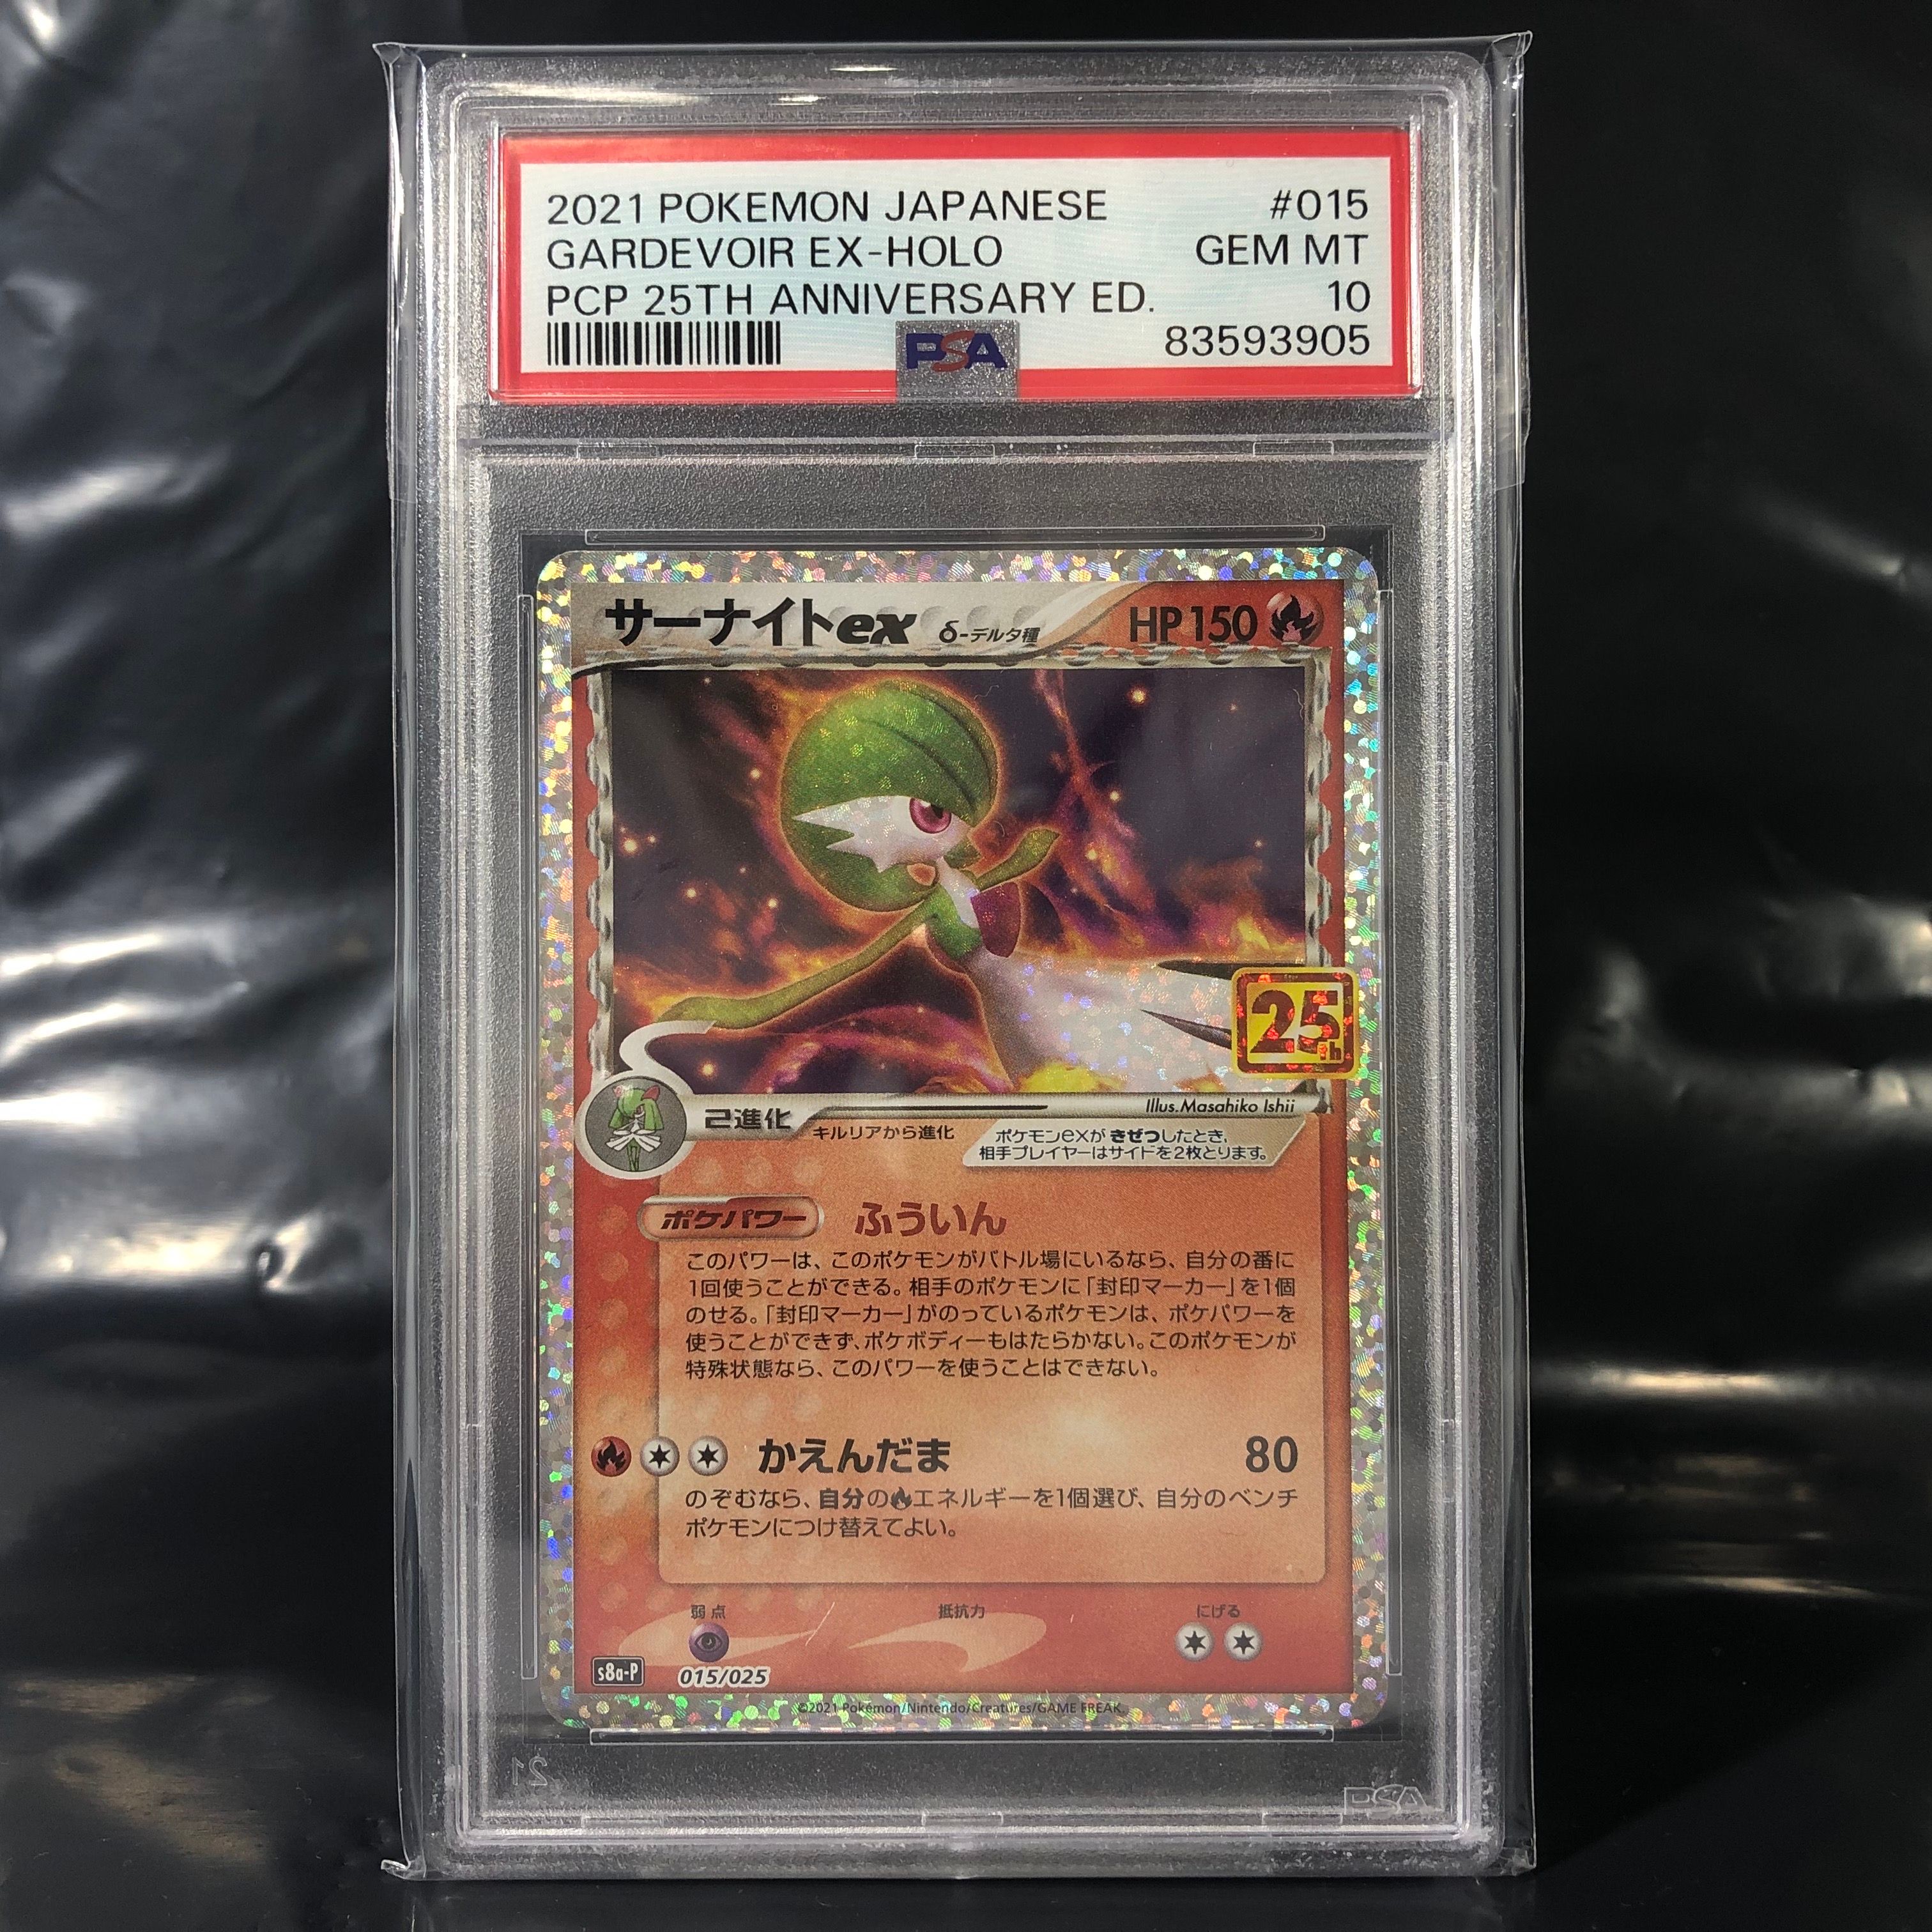 2021 POKEMON JAPANESE #015
GARDEVOIR EX-HOLO GEM MT
PCP 25TH ANNIVERSARY ED. 10
PSA 83593905
サーナイトex δ-デルタ種 HP150
25th
Illus.Masahiko Ishii
2進化 キルリアから進化
ポケモンexが きぜつしたとき、
相手プレイヤーはサイドを2枚とります。
ポケパワー ふういん
このパワーは、このポケモンがバトル場にいるなら、自分の番に
1回使うことができる。相手のポケモンに「封印マーカー」を1個
のせる。「封印マーカー」がのっているポケモンは、ポケパワーを
使うことができず、ポケボディーもはたらかない。このポケモンが
特殊状態なら、このパワーを使うことはできない。
かえんだま 80
のぞむなら、自分のエネルギーを1個選び、自分のベンチ
ポケモンにつけ替えてよい。
弱点 抵抗力 にげる
s8a-P 015/025
©2021 Pokémon/Nintendo/Creatures/GAME FREAK.
21
PSA